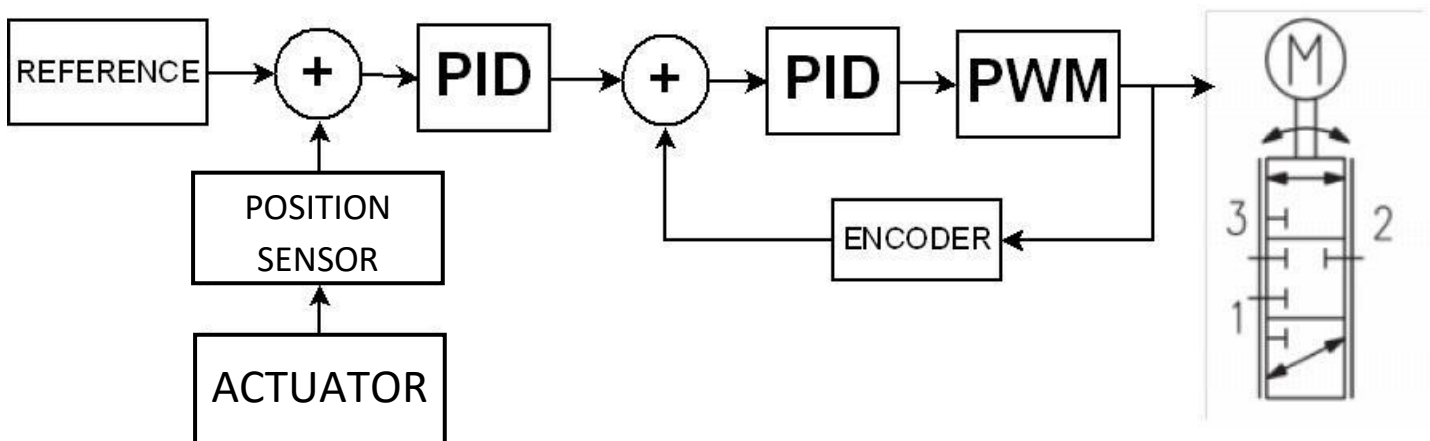 REFERENCE
+
PID
+
PID
PWM
M
POSITION
SENSOR
ENCODER
3
2
1
ACTUATOR